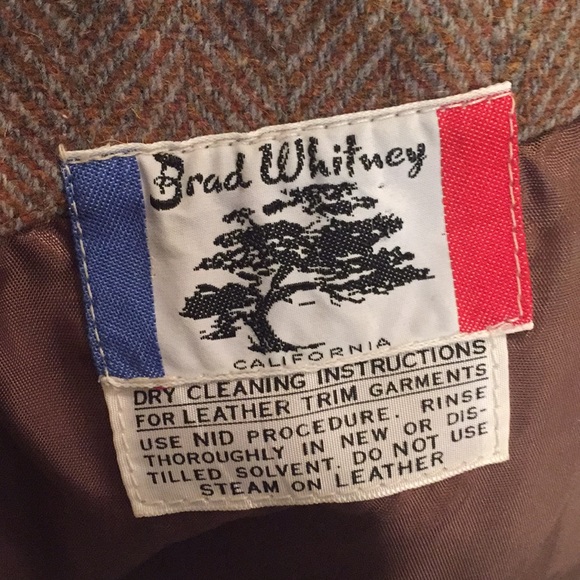 Brad Whitney
CALIFORNIA
DRY CLEANING INSTRUCTIONS
FOR LEATHER TRIM GARMENTS
USE NID PROCEDURE. RINSE
THOROUGHLY IN NEW OR DIS-
TILLED SOLVENT. DO NOT USE
STEAM ON LEATHER